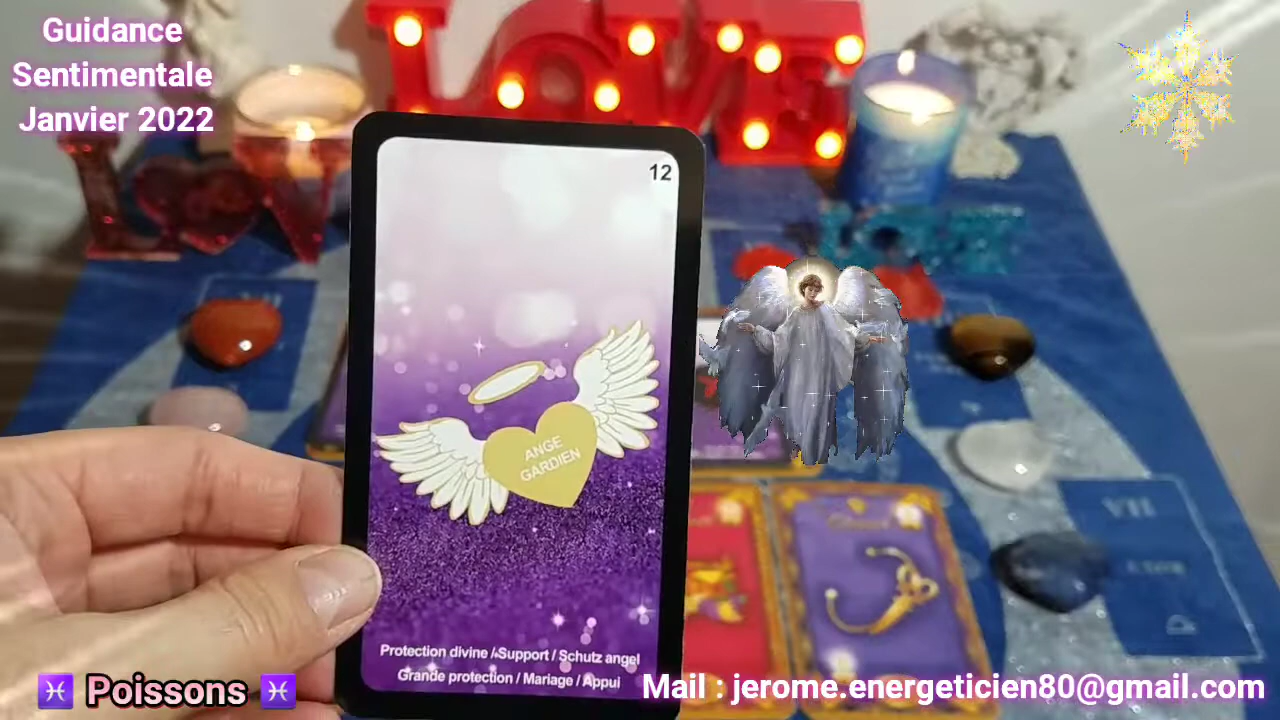 Guidance
Sentimentale
Janvier 2022
LOVE
12
ANGE
GARDIEN
VII
Protection divine / Support / Schutz angel
Grande protection / Mariage / Appui
♓ Poissons ♓
Mail : jerome.energeticien80@gmail.com